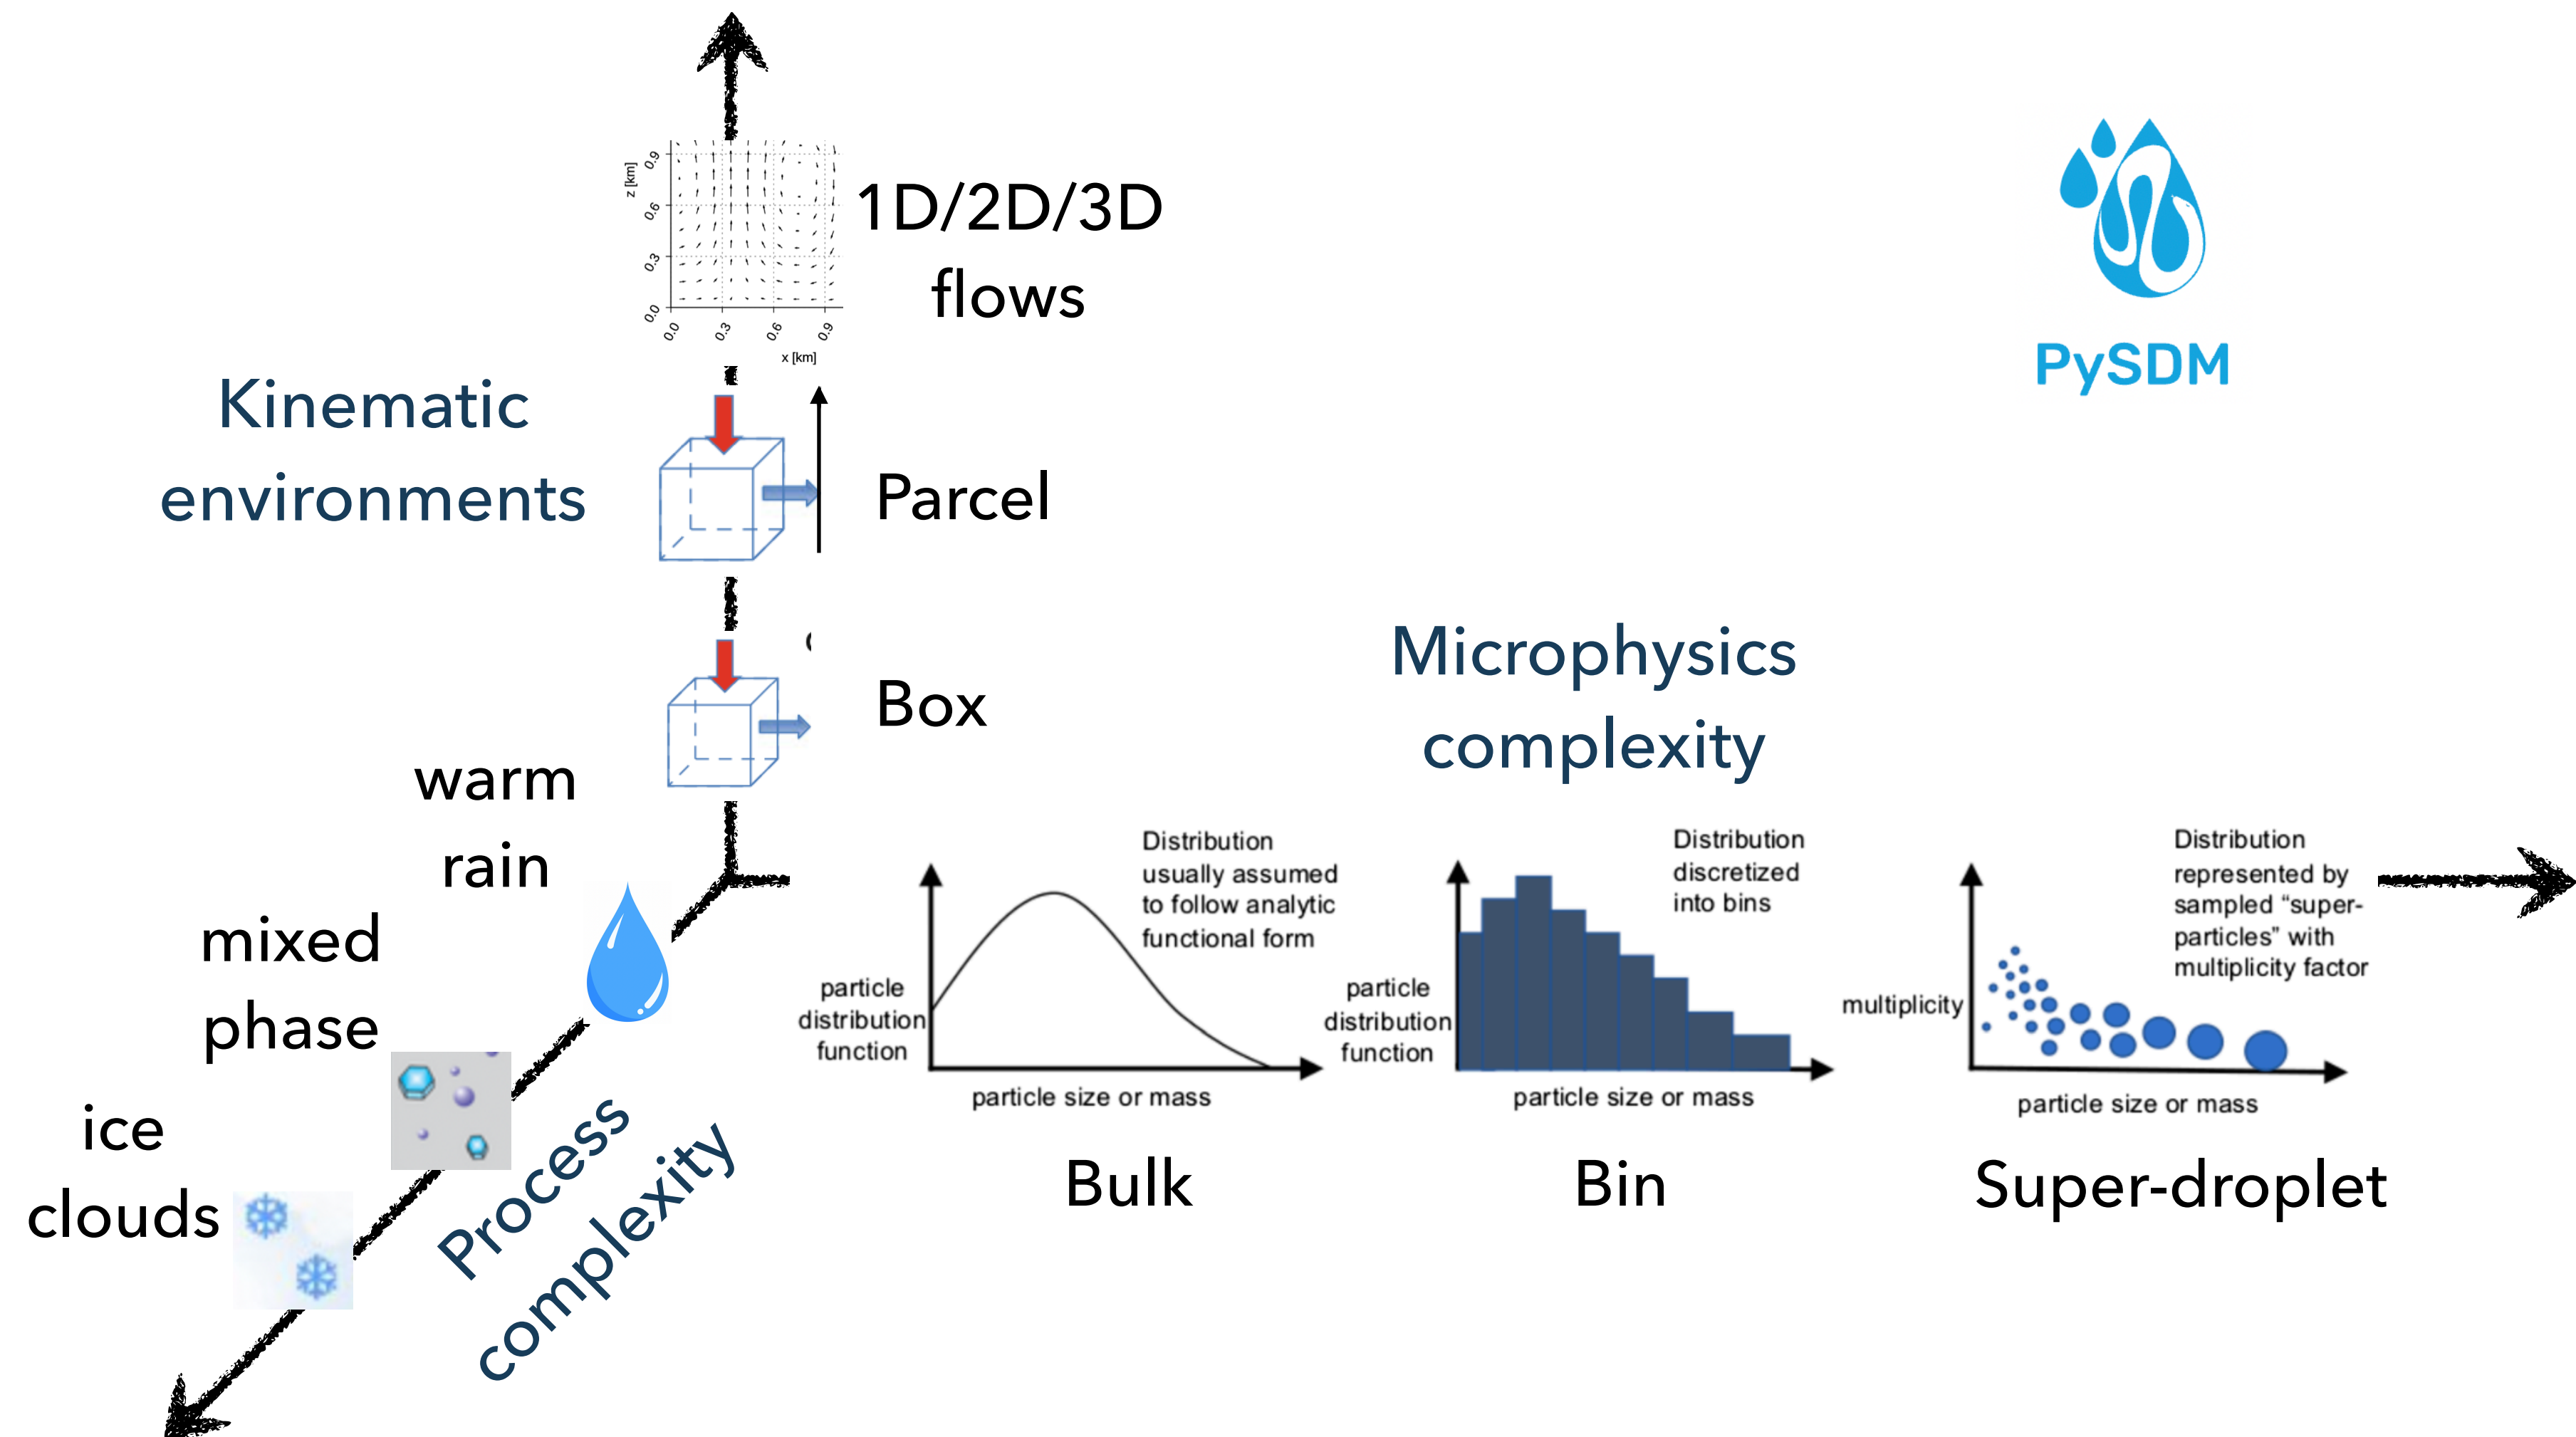 0.9
0.6
0.3
0.0
z [km]
0.0
0.3
0.6
0.9
x [km]
1D/2D/3D
flows
PySDM
Kinematic
environments
Parcel
Box
Microphysics
complexity
warm
rain
mixed
phase
ice
clouds
Process
complexity
Distribution
usually assumed
to follow analytic
functional form
particle
distribution
function
particle size or mass
Bulk
Distribution
discretized
into bins
particle
distribution
function
particle size or mass
Bin
Distribution
represented by
sampled “super-
particles” with
multiplicity factor
multiplicity
particle size or mass
Super-droplet